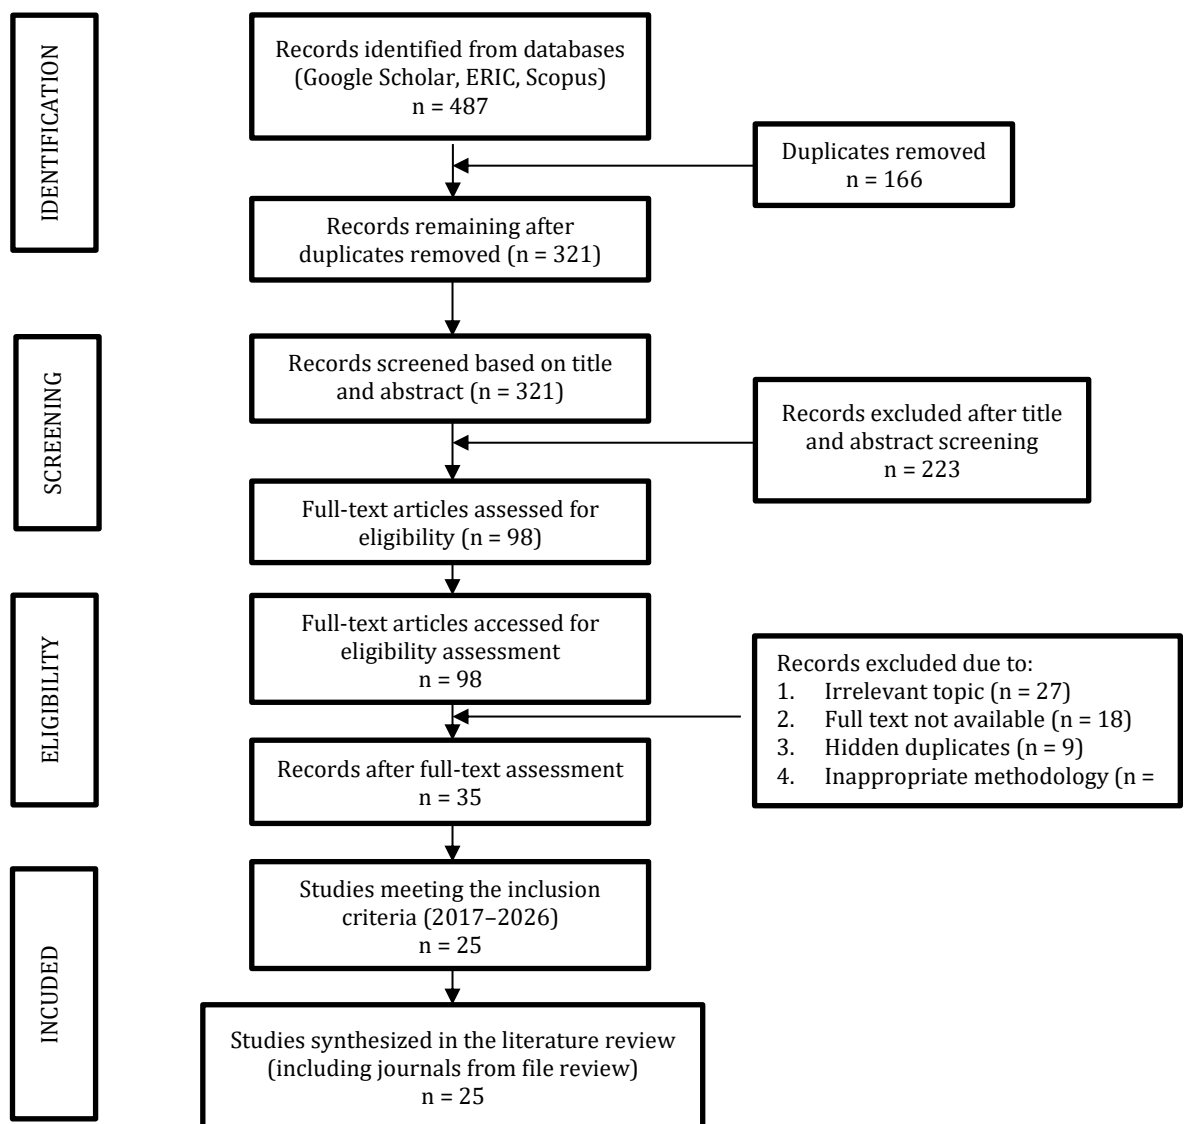 IDENTIFICATION
Records identified from databases
(Google Scholar, ERIC, Scopus)
n = 487
Duplicates removed
n = 166
Records remaining after
duplicates removed (n = 321)
SCREENING
Records screened based on title
and abstract (n = 321)
Records excluded after title
and abstract screening
n = 223
Full-text articles assessed for
eligibility (n = 98)
ELIGIBILITY
Full-text articles accessed for
eligibility assessment
n = 98
Records excluded due to:
1. Irrelevant topic (n = 27)
2. Full text not available (n = 18)
3. Hidden duplicates (n = 9)
4. Inappropriate methodology (n =
Records after full-text assessment
n = 35
INCUDED
Studies meeting the inclusion
criteria (2017–2026)
n = 25
Studies synthesized in the literature review
(including journals from file review)
n = 25